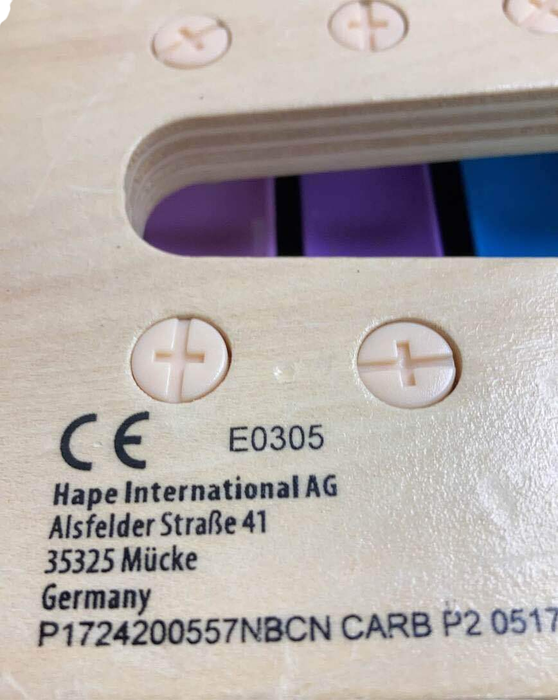 CE E0305
Hape International AG
Alsfelder Straße 41
35325 Mücke
Germany
P1724200557NBCN CARB P2 0517